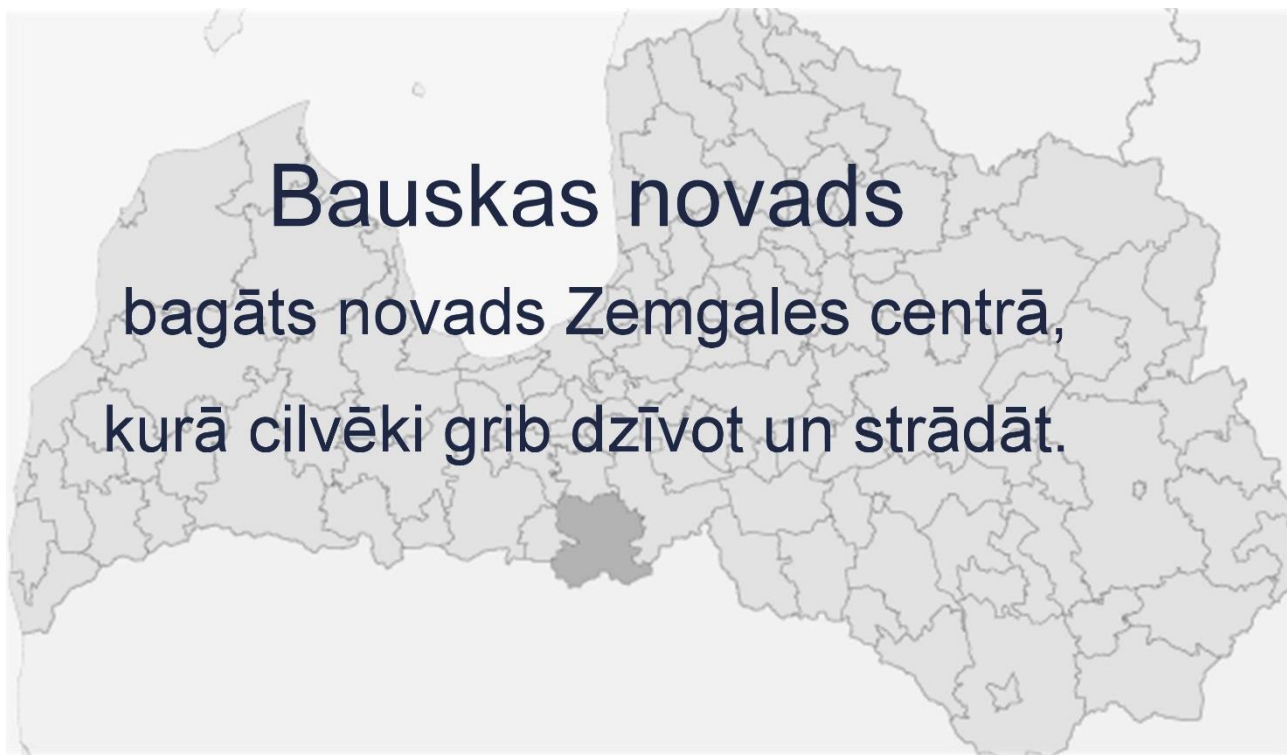 Bauskas novads
bagāts novads Zemgales centrā,
kurā cilvēki grib dzīvot un strādāt.